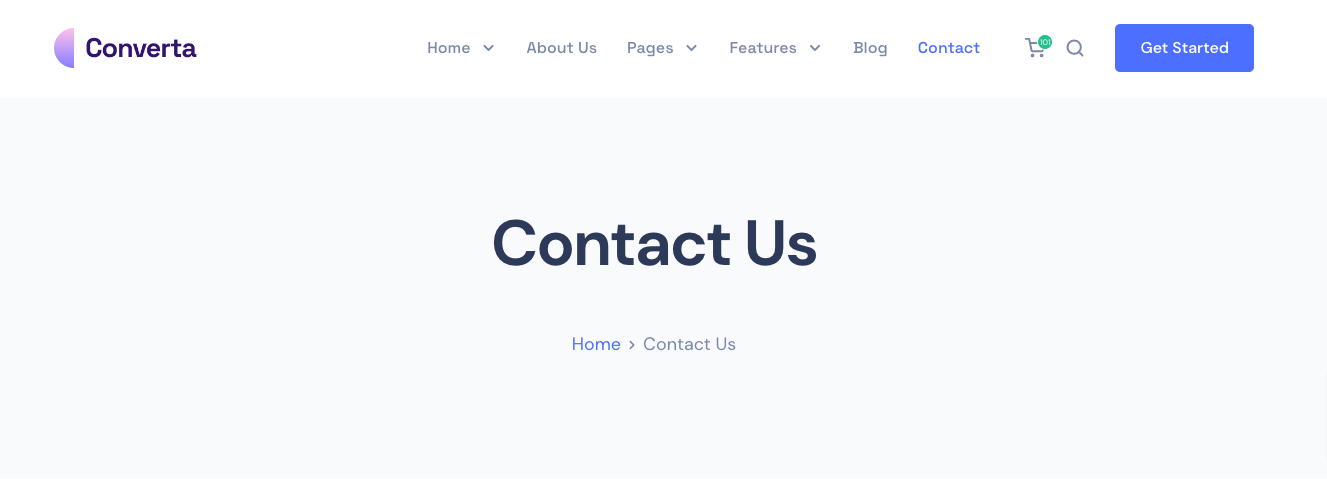 Converta
Home About Us Pages Features Blog Contact 101 Get Started
Contact Us
Home › Contact Us